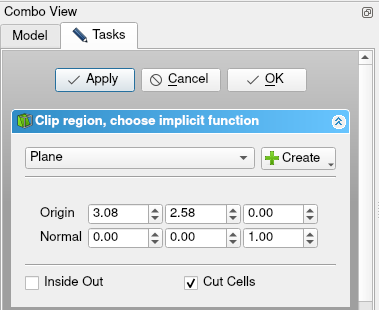 Combo View
Model Tasks
Apply Cancel OK
Clip region, choose implicit function
Plane Create
Origin 3.08 2.58 0.00
Normal 0.00 0.00 1.00
Inside Out Cut Cells